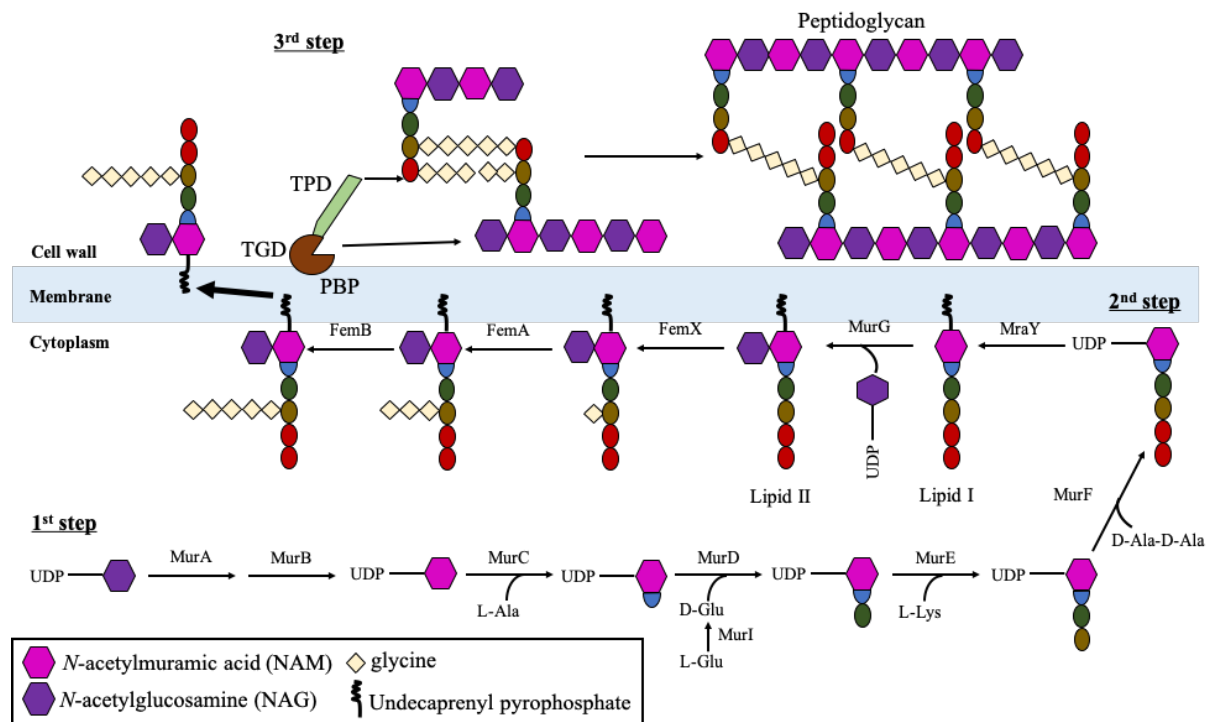 Peptidoglycan
3rd step
TPD
TGD
PBP
Cell wall
Membrane
Cytoplasm
2nd step
FemB
FemA
FemX
MurG
MraY
UDP
UDP
Lipid II
Lipid I
MurF
D-Ala-D-Ala
1st step
UDP
MurA
MurB
UDP
MurC
L-Ala
UDP
MurD
D-Glu
MurI
L-Glu
UDP
MurE
L-Lys
UDP
N-acetylmuramic acid (NAM)
glycine
N-acetylglucosamine (NAG)
Undecaprenyl pyrophosphate